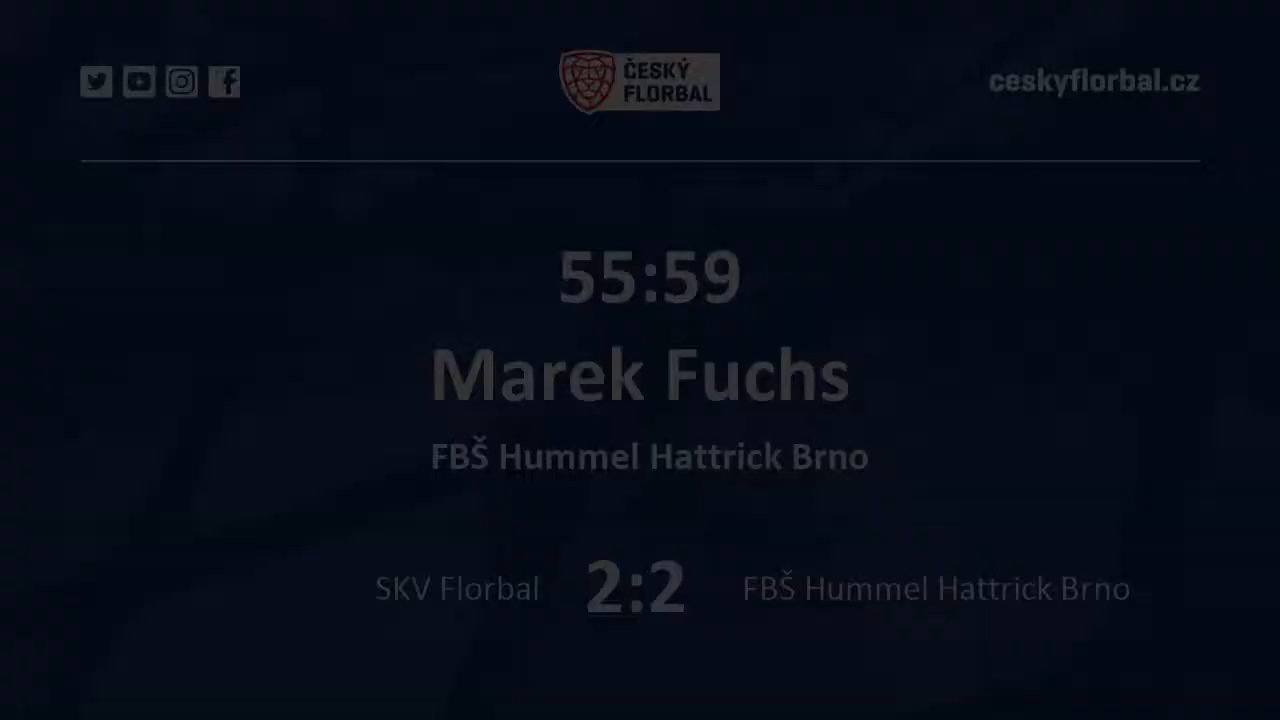 ČESKÝ
FLORBAL
ceskyflorbal.cz
55:59
Marek Fuchs
FBŠ Hummel Hattrick Brno
SKV Florbal 2:2 FBŠ Hummel Hattrick Brno